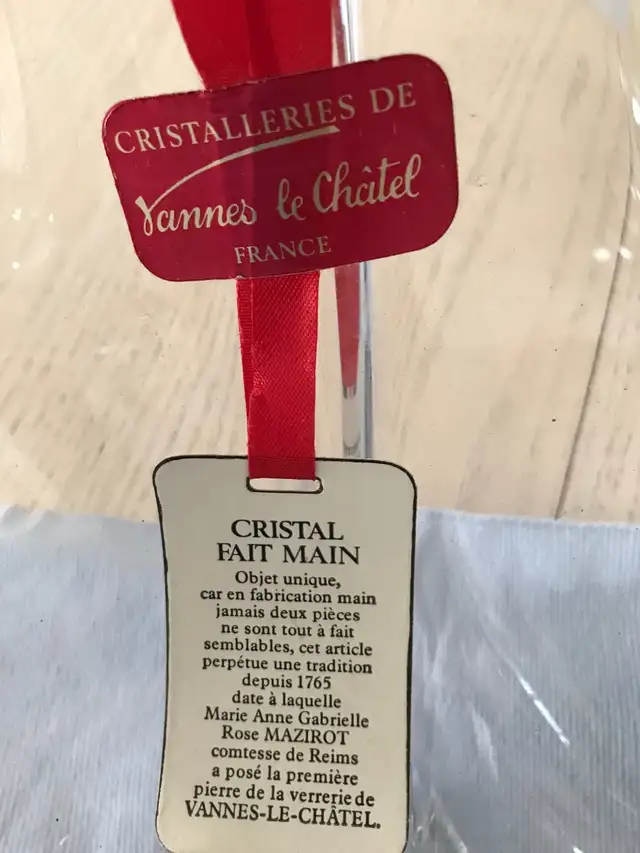 CRISTALLERIES DE
Vannes le Châtel
FRANCE
CRISTAL
FAIT MAIN
Objet unique,
car en fabrication main
jamais deux pièces
ne sont tout à fait
semblables, cet article
perpétue une tradition
depuis 1765
date à laquelle
Marie Anne Gabrielle
Rose MAZIROT
comtesse de Reims
a posé la première
pierre de la verrerie de
VANNES-LE-CHÂTEL.